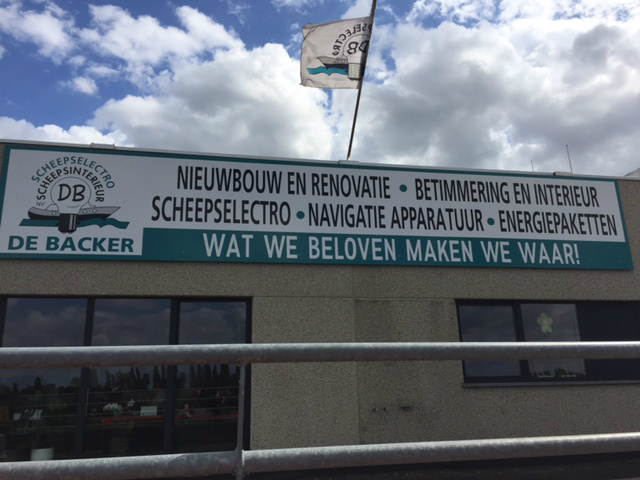 SCHEEPSELECTRO
SCHEEPSINTERIEUR
DB
DE BACKER
NIEUWBOUW EN RENOVATIE • BETIMMERING EN INTERIEUR
SCHEEPSELECTRO • NAVIGATIE APPARATUUR • ENERGIEPAKETTEN
WAT WE BELOVEN MAKEN WE WAAR!
DB